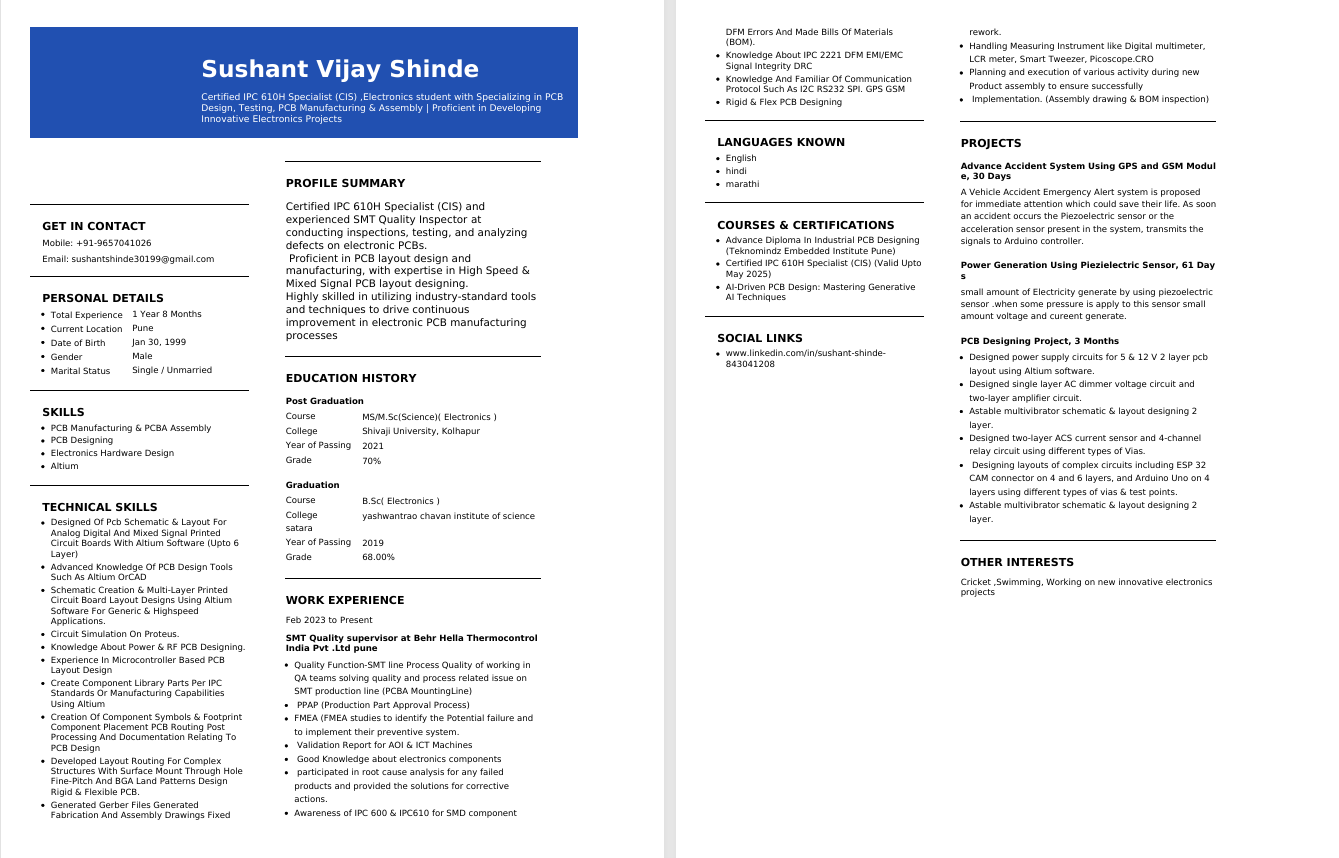 Sushant Vijay Shinde
Certified IPC 610H Specialist (CIS) ,Electronics student with Specializing in PCB
Design, Testing, PCB Manufacturing & Assembly | Proficient in Developing
Innovative Electronics Projects
GET IN CONTACT
Mobile: +91-9657041026
Email: sushantshinde30199@gmail.com
PERSONAL DETAILS
• Total Experience 1 Year 8 Months
• Current Location Pune
• Date of Birth Jan 30, 1999
• Gender Male
• Marital Status Single / Unmarried
SKILLS
• PCB Manufacturing & PCBA Assembly
• PCB Designing
• Electronics Hardware Design
• Altium
TECHNICAL SKILLS
• Designed Of Pcb Schematic & Layout For
Analog Digital And Mixed Signal Printed
Circuit Boards With Altium Software (Upto 6
Layer)
• Advanced Knowledge Of PCB Design Tools
Such As Altium OrCAD
• Schematic Creation & Multi-Layer Printed
Circuit Board Layout Designs Using Altium
Software For Generic & Highspeed
Applications.
• Circuit Simulation On Proteus.
• Knowledge About Power & RF PCB Designing.
• Experience In Microcontroller Based PCB
Layout Design
• Create Component Library Parts Per IPC
Standards Or Manufacturing Capabilities
Using Altium
• Creation Of Component Symbols & Footprint
Component Placement PCB Routing Post
Processing And Documentation Relating To
PCB Design
• Developed Layout Routing For Complex
Structures With Surface Mount Through Hole
Fine-Pitch And BGA Land Patterns Design
Rigid & Flexible PCB.
• Generated Gerber Files Generated
Fabrication And Assembly Drawings Fixed
PROFILE SUMMARY
Certified IPC 610H Specialist (CIS) and
experienced SMT Quality Inspector at
conducting inspections, testing, and analyzing
defects on electronic PCBs.
Proficient in PCB layout design and
manufacturing, with expertise in High Speed &
Mixed Signal PCB layout designing.
Highly skilled in utilizing industry-standard tools
and techniques to drive continuous
improvement in electronic PCB manufacturing
processes
EDUCATION HISTORY
Post Graduation
Course MS/M.Sc(Science)( Electronics )
College Shivaji University, Kolhapur
Year of Passing 2021
Grade 70%
Graduation
Course B.Sc( Electronics )
College yashwantrao chavan institute of science
satara
Year of Passing 2019
Grade 68.00%
WORK EXPERIENCE
Feb 2023 to Present
SMT Quality supervisor at Behr Hella Thermocontrol
India Pvt .Ltd pune
• Quality Function-SMT line Process Quality of working in
QA teams solving quality and process related issue on
SMT production line (PCBA MountingLine)
• PPAP (Production Part Approval Process)
• FMEA (FMEA studies to identify the Potential failure and
to implement their preventive system.
• Validation Report for AOI & ICT Machines
• Good Knowledge about electronics components
• participated in root cause analysis for any failed
products and provided the solutions for corrective
actions.
• Awareness of IPC 600 & IPC610 for SMD component
DFM Errors And Made Bills Of Materials
(BOM).
• Knowledge About IPC 2221 DFM EMI/EMC
Signal Integrity DRC
• Knowledge And Familiar Of Communication
Protocol Such As I2C RS232 SPI. GPS GSM
• Rigid & Flex PCB Designing
LANGUAGES KNOWN
• English
• hindi
• marathi
COURSES & CERTIFICATIONS
• Advance Diploma In Industrial PCB Designing
(Teknomindz Embedded Institute Pune)
• Certified IPC 610H Specialist (CIS) (Valid Upto
May 2025)
• AI-Driven PCB Design: Mastering Generative
AI Techniques
SOCIAL LINKS
• www.linkedin.com/in/sushant-shinde-
843041208
rework.
• Handling Measuring Instrument like Digital multimeter,
LCR meter, Smart Tweezer, Picoscope.CRO
• Planning and execution of various activity during new
Product assembly to ensure successfully
• Implementation. (Assembly drawing & BOM inspection)
PROJECTS
Advance Accident System Using GPS and GSM Modul
e, 30 Days
A Vehicle Accident Emergency Alert system is proposed
for immediate attention which could save their life. As soon
an accident occurs the Piezoelectric sensor or the
acceleration sensor present in the system, transmits the
signals to Arduino controller.
Power Generation Using Piezielectric Sensor, 61 Day
s
small amount of Electricity generate by using piezoelectric
sensor .when some pressure is apply to this sensor small
amount voltage and cureent generate.
PCB Designing Project, 3 Months
• Designed power supply circuits for 5 & 12 V 2 layer pcb
layout using Altium software.
• Designed single layer AC dimmer voltage circuit and
two-layer amplifier circuit.
• Astable multivibrator schematic & layout designing 2
layer.
• Designed two-layer ACS current sensor and 4-channel
relay circuit using different types of Vias.
• Designing layouts of complex circuits including ESP 32
CAM connector on 4 and 6 layers, and Arduino Uno on 4
layers using different types of vias & test points.
• Astable multivibrator schematic & layout designing 2
layer.
OTHER INTERESTS
Cricket ,Swimming, Working on new innovative electronics
projects